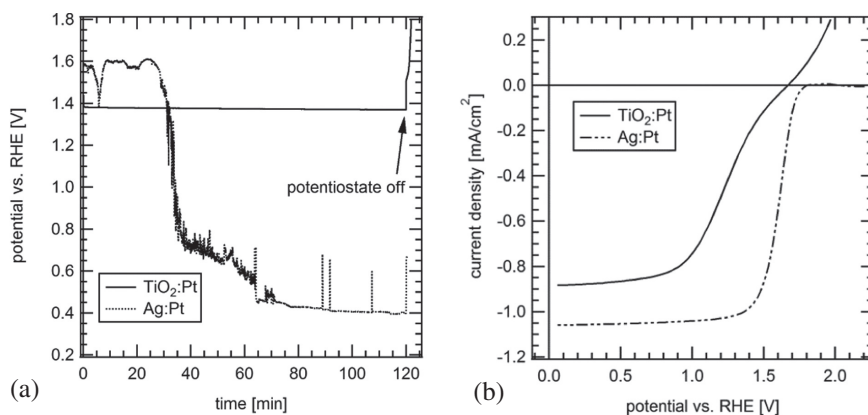 1.8
1.6
1.4
1.2
1.0
0.8
0.6
0.4
0.2
potential vs. RHE [V]
potentiostate off
TiO₂:Pt
Ag:Pt
0
20
40
60
80
100
120
time [min]
(a)
0.2
0.0
-0.2
-0.4
-0.6
-0.8
-1.0
-1.2
current density [mA/cm²]
TiO₂:Pt
Ag:Pt
0.0
0.5
1.0
1.5
2.0
potential vs. RHE [V]
(b)